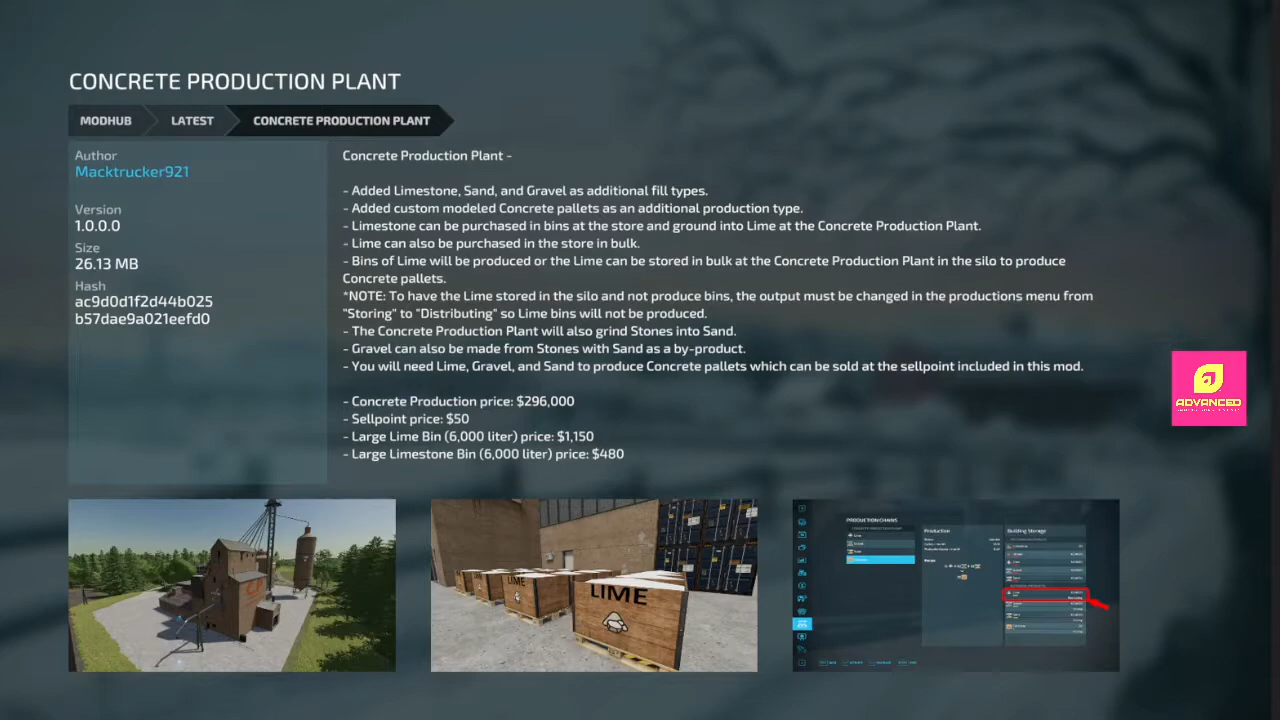 CONCRETE PRODUCTION PLANT
MODHUB
LATEST
CONCRETE PRODUCTION PLANT
Author
Macktrucker921
Version
1.0.0.0
Size
26.13 MB
Hash
ac9d0d1f2d44b025
b57dae9a021eefd0
Concrete Production Plant -
- Added Limestone, Sand, and Gravel as additional fill types.
- Added custom modeled Concrete pallets as an additional production type.
- Limestone can be purchased in bins at the store and ground into Lime at the Concrete Production Plant.
- Lime can also be purchased in the store in bulk.
- Bins of Lime will be produced or the Lime can be stored in bulk at the Concrete Production Plant in the silo to produce
Concrete pallets.
*NOTE: To have the Lime stored in the silo and not produce bins, the output must be changed in the productions menu from
"Storing" to "Distributing" so Lime bins will not be produced.
- The Concrete Production Plant will also grind Stones into Sand.
- Gravel can also be made from Stones with Sand as a by-product.
- You will need Lime, Gravel, and Sand to produce Concrete pallets which can be sold at the sellpoint included in this mod.
- Concrete Production price: $296,000
- Sellpoint price: $50
- Large Lime Bin (6,000 liter) price: $1,150
- Large Limestone Bin (6,000 liter) price: $480
ADVANCED
LIME
LIME
PRODUCTION CHAINS
Production
Building Storage